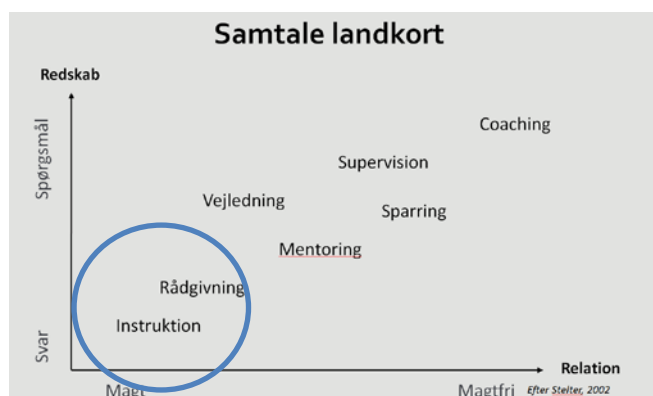 Samtale landkort
Redskab
Spørgsmål
Coaching
Supervision
Vejledning
Sparring
Mentoring
Rådgivning
Instruktion
Svar
Relation
Magt
Magtfri
Efter Stelter, 2002